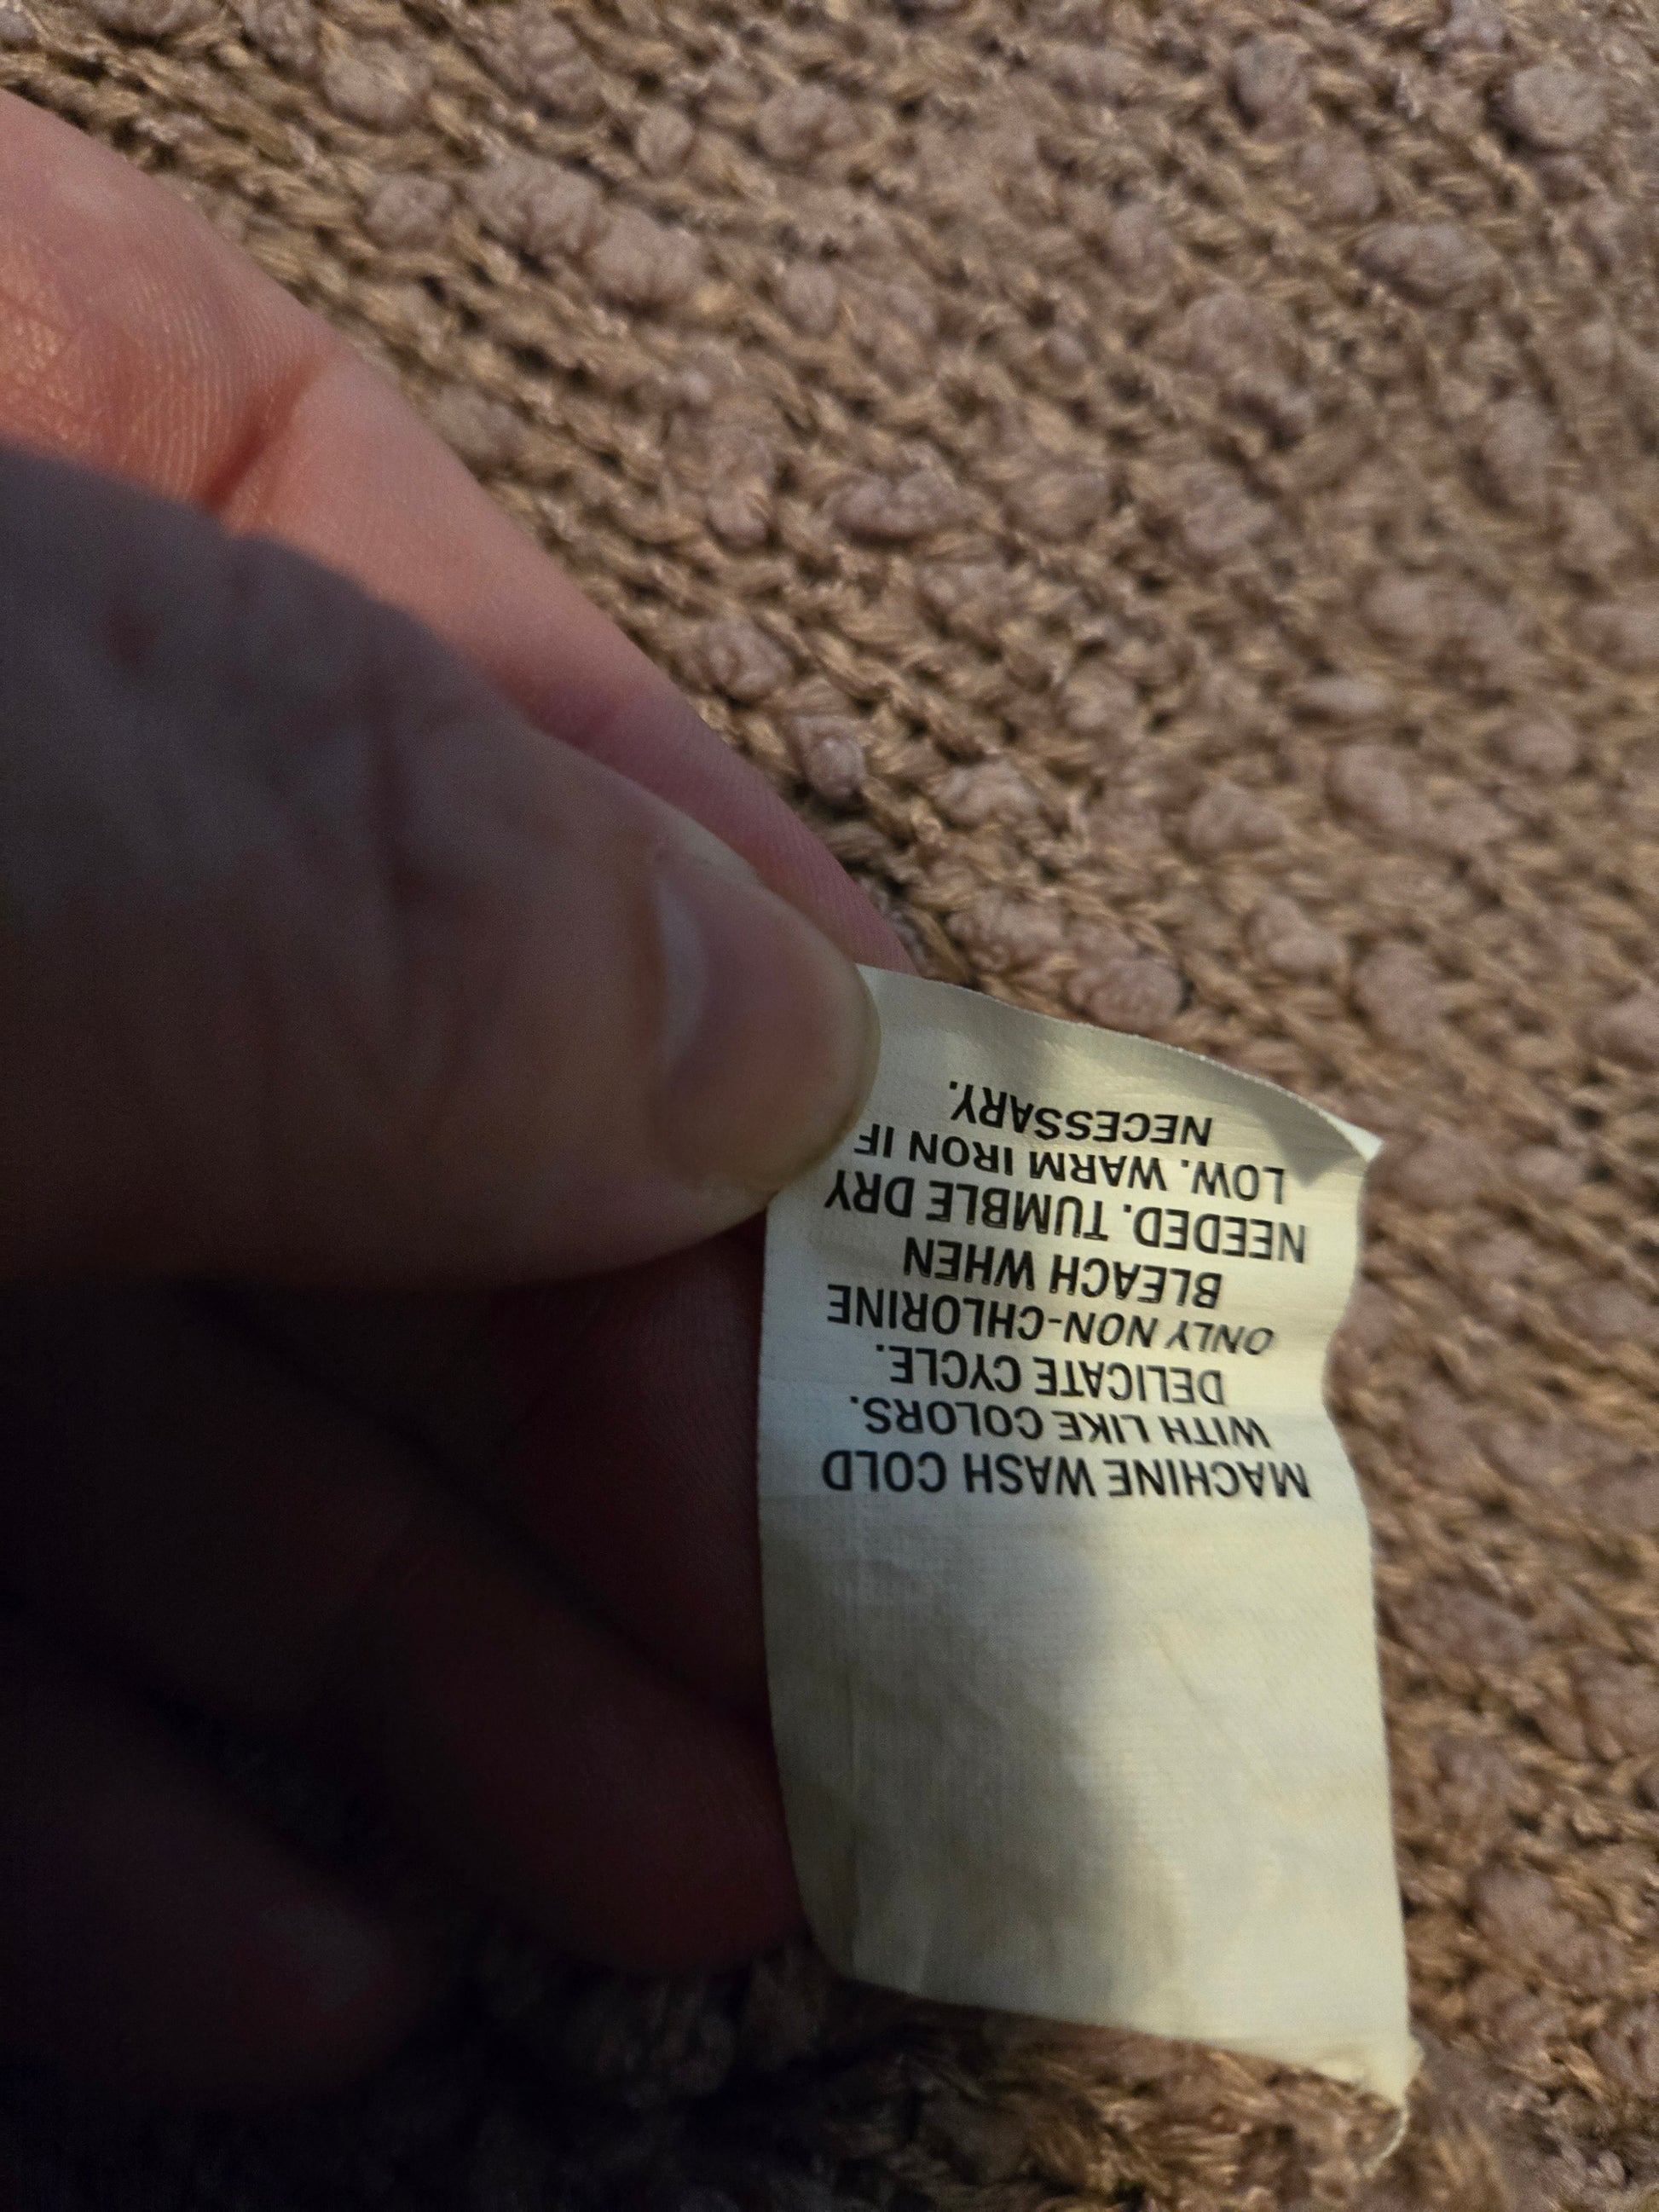 MACHINE WASH COLD
WITH LIKE COLORS.
DELICATE CYCLE.
ONLY NON-CHLORINE
BLEACH WHEN
NEEDED. TUMBLE DRY
LOW. WARM IRON IF
NECESSARY.